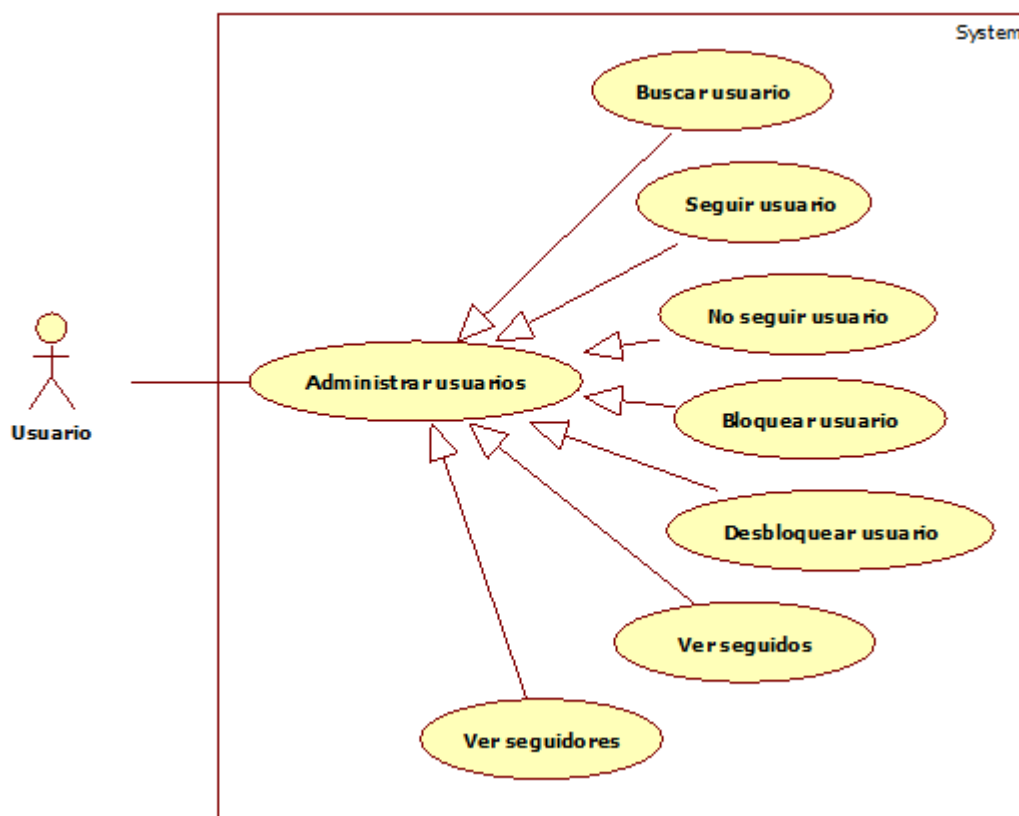 System
Buscar usuario
Seguir usuario
No seguir usuario
Administrar usuarios
Bloquear usuario
Usuario
Desbloquear usuario
Ver seguidos
Ver seguidores